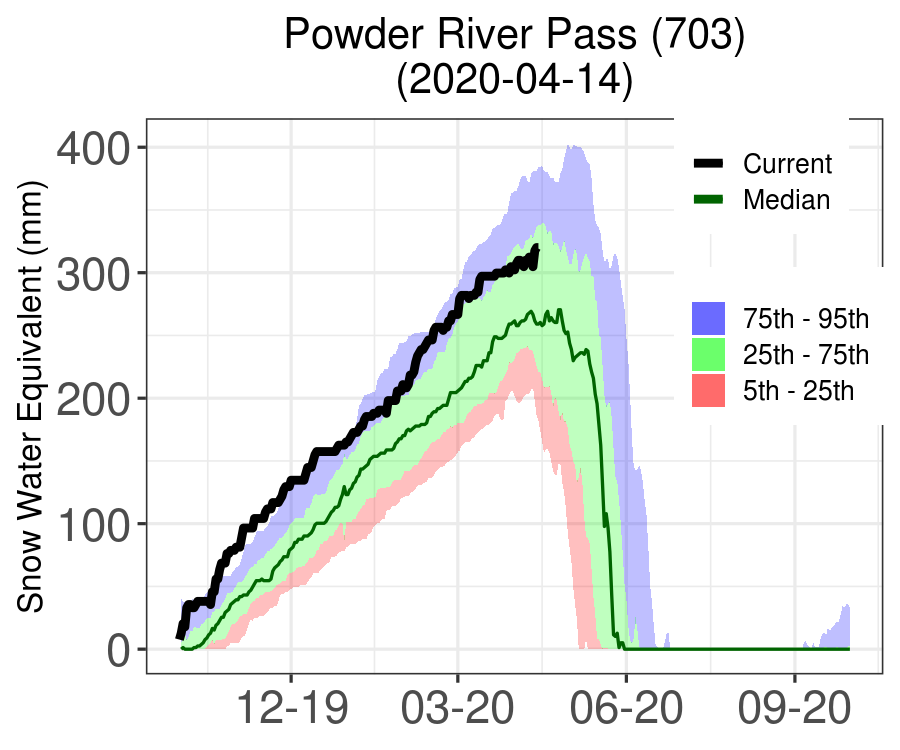 Powder River Pass (703)
(2020-04-14)
Snow Water Equivalent (mm)
400
300
200
100
0
12-19
03-20
06-20
09-20
Current
Median
75th - 95th
25th - 75th
5th - 25th